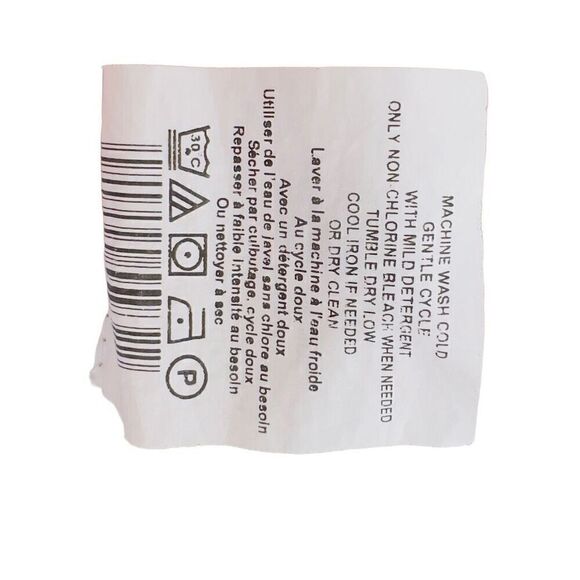 MACHINE WASH COLD
GENTLE CYCLE
WITH MILD DETERGENT
ONLY NON-CHLORINE BLEACH WHEN NEEDED
TUMBLE DRY LOW
COOL IRON IF NEEDED
OR DRY CLEAN
Laver à la machine à l'eau froide
Au cycle doux
Avec un détergent doux
Utiliser de l'eau de javel sans chlore au besoin
Sécher par culbutage, cycle doux
Repasser à faible intensité au besoin
Ou nettoyer à sec
30°C
P